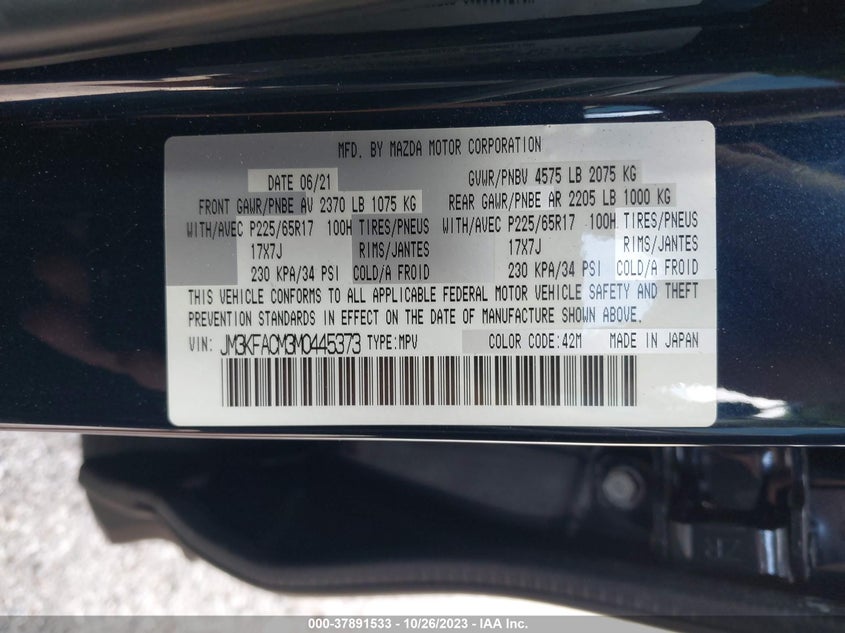 MFD. BY MAZDA MOTOR CORPORATION
DATE 06/21 GVWR/PNBV 4575 LB 2075 KG
FRONT GAWR/PNBE AV 2370 LB 1075 KG REAR GAWR/PNBE AR 2205 LB 1000 KG
WITH/AVEC P225/65R17 100H TIRES/PNEUS WITH/AVEC P225/65R17 100H TIRES/PNEUS
17X7J RIMS/JANTES 17X7J RIMS/JANTES
230 KPA/34 PSI COLD/A FROID 230 KPA/34 PSI COLD/A FROID
THIS VEHICLE CONFORMS TO ALL APPLICABLE FEDERAL MOTOR VEHICLE SAFETY AND THEFT
PREVENTION STANDARDS IN EFFECT ON THE DATE OF MANUFACTURE SHOWN ABOVE.
VIN: JM3KFACM3M0445373 TYPE:MPV COLOR CODE:42M MADE IN JAPAN
000-37891533 - 10/26/2023 - IAA Inc.